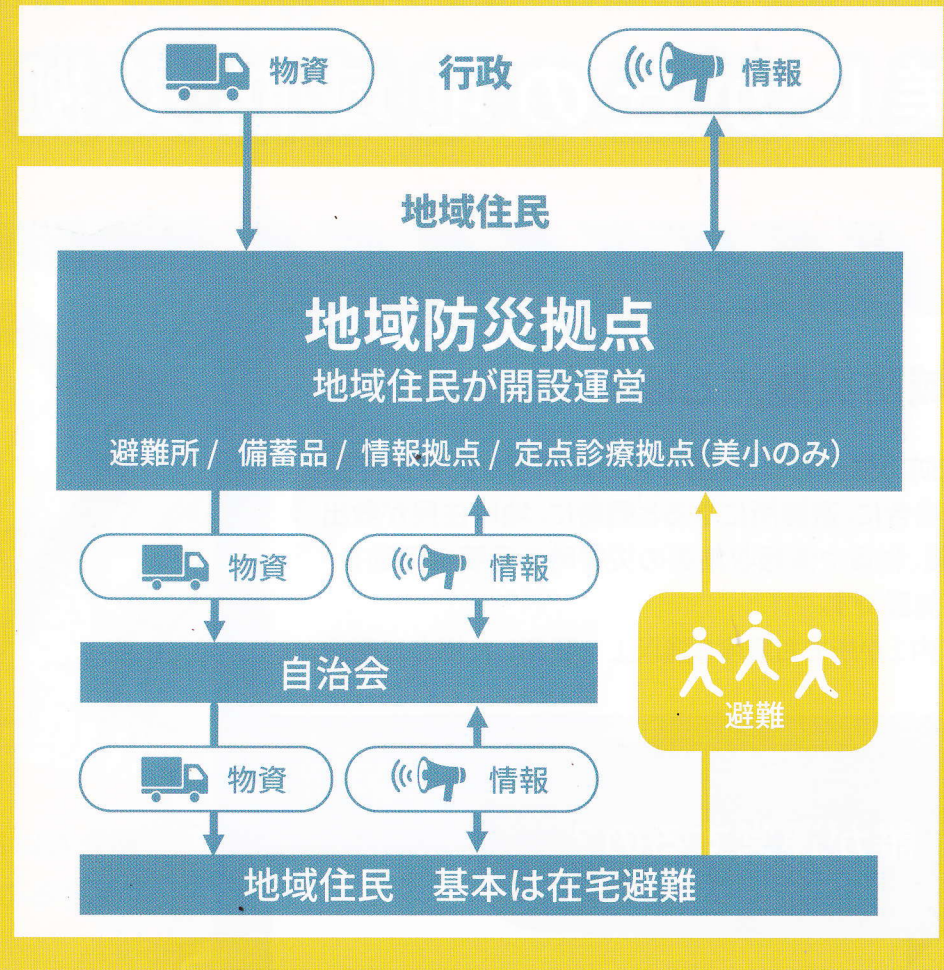 物資
行政
情報
地域住民
地域防災拠点
地域住民が開設運営
避難所 / 備蓄品 / 情報拠点 / 定点診療拠点(美小のみ)
物資
情報
自治会
避難
物資
情報
地域住民 基本は在宅避難